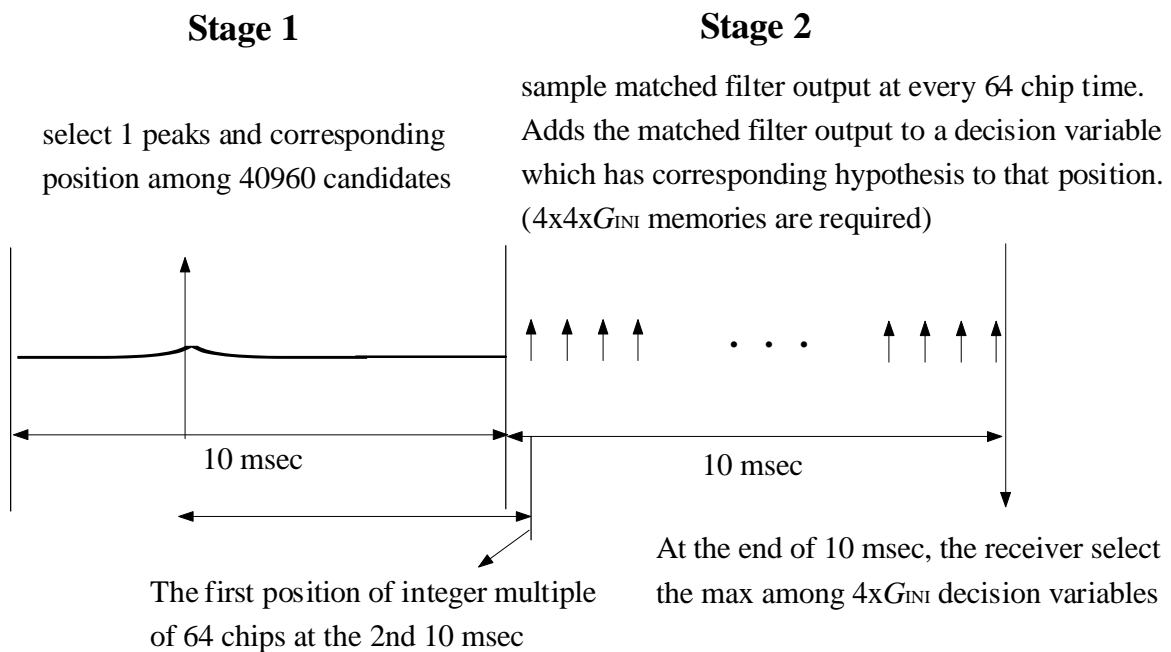 Stage 1
select 1 peaks and corresponding
position among 40960 candidates
Stage 2
sample matched filter output at every 64 chip time.
Adds the matched filter output to a decision variable
which has corresponding hypothesis to that position.
(4x4xGINI memories are required)
. . .
10 msec
10 msec
The first position of integer multiple
of 64 chips at the 2nd 10 msec
At the end of 10 msec, the receiver select
the max among 4xGINI decision variables